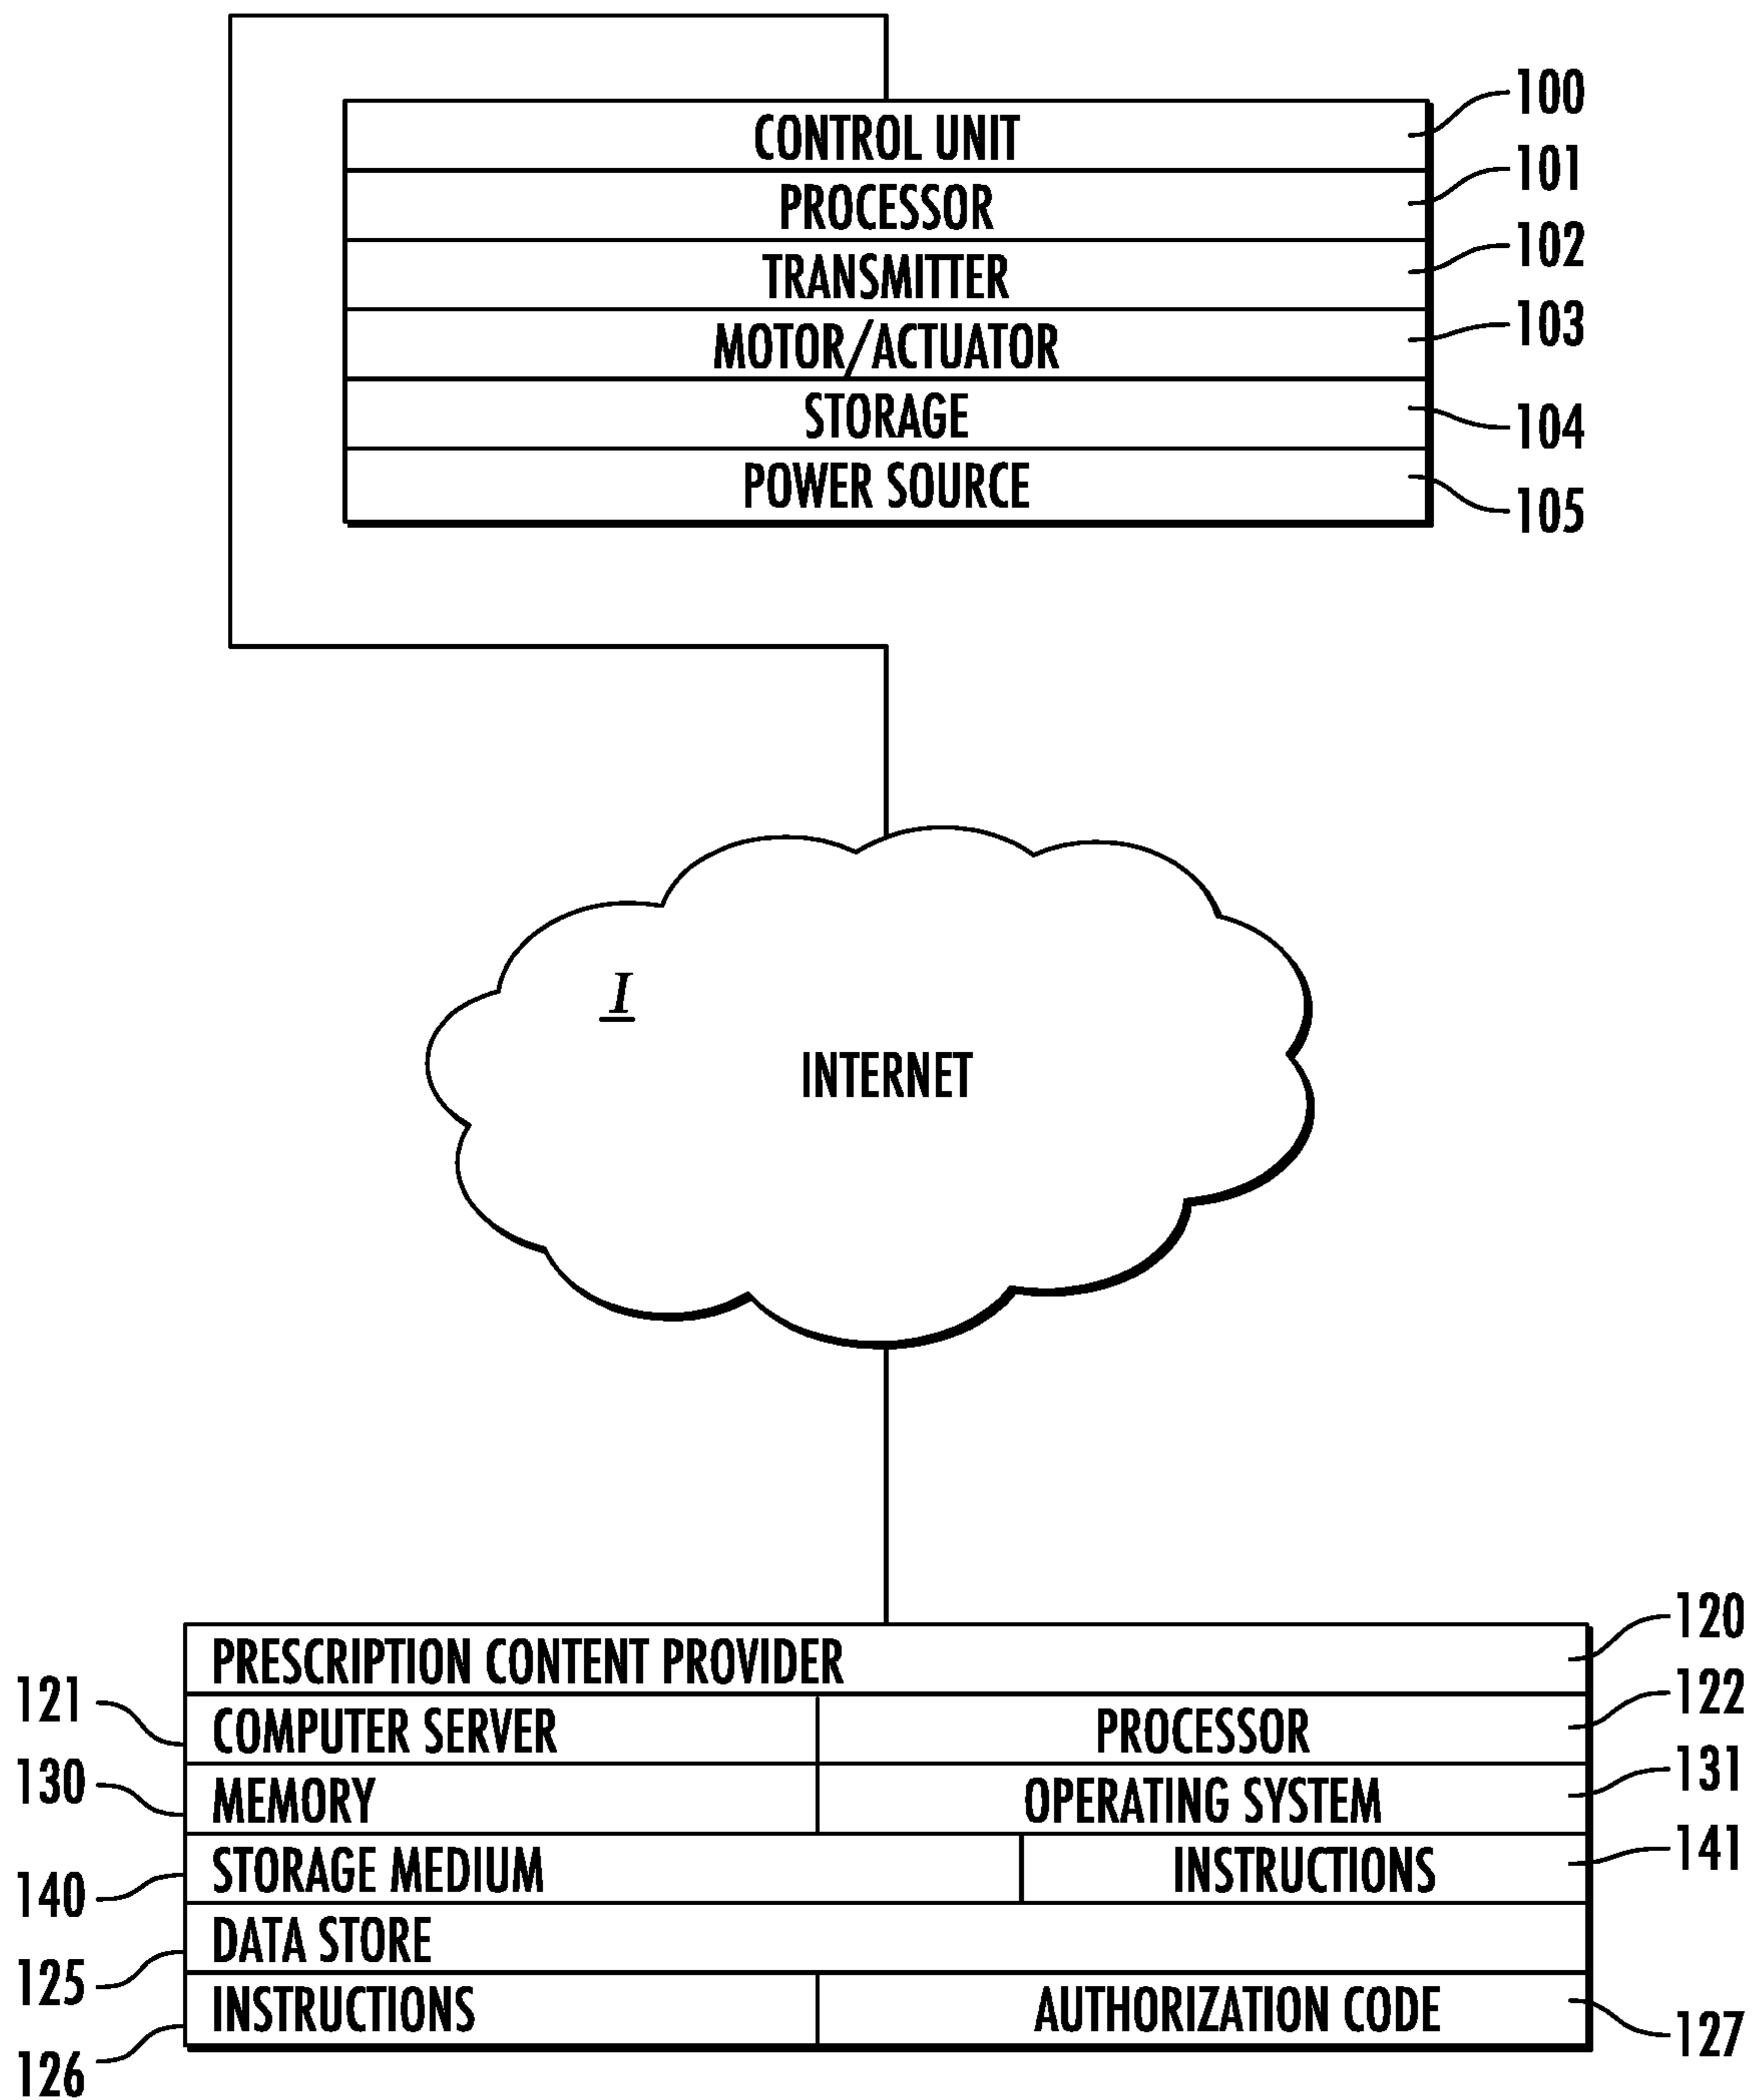 CONTROL UNIT 100
PROCESSOR 101
TRANSMITTER 102
MOTOR/ACTUATOR 103
STORAGE 104
POWER SOURCE 105
I
INTERNET
PRESCRIPTION CONTENT PROVIDER 120
121 COMPUTER SERVER PROCESSOR 122
130 MEMORY OPERATING SYSTEM 131
140 STORAGE MEDIUM INSTRUCTIONS 141
125 DATA STORE
126 INSTRUCTIONS AUTHORIZATION CODE 127